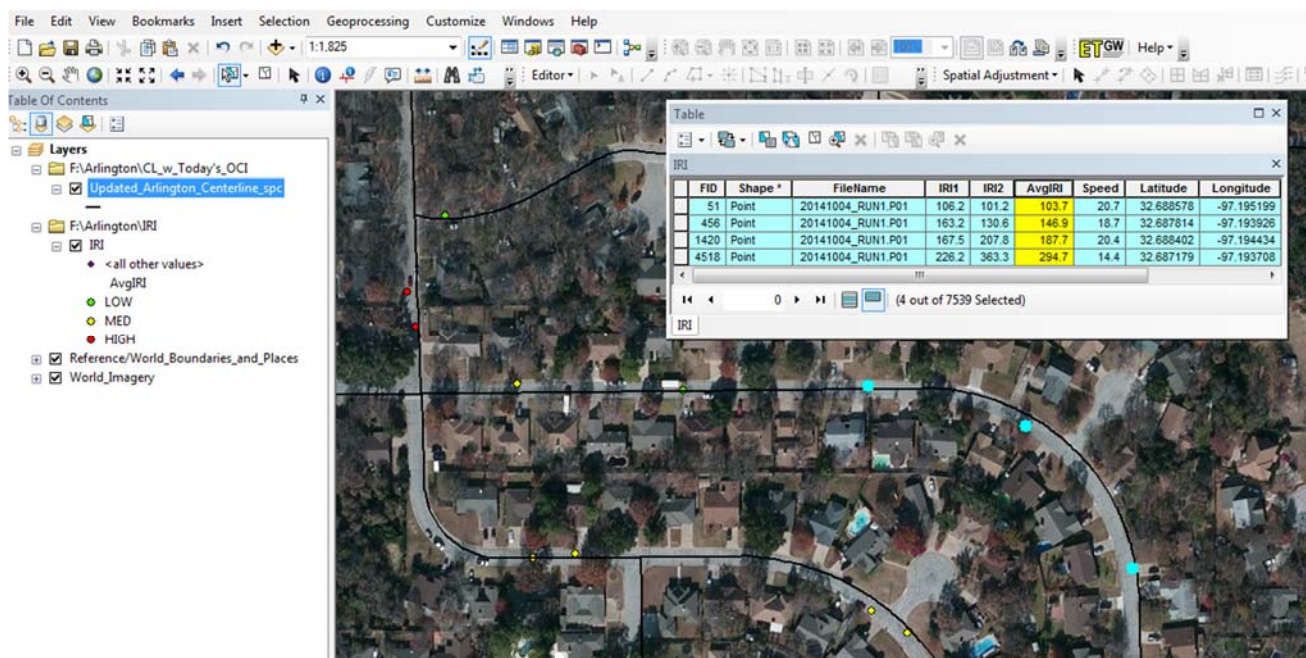 File Edit View Bookmarks Insert Selection Geoprocessing Customize Windows Help
1:1,825 100% ET GW Help
Editor Spatial Adjustment
Table Of Contents
Layers
F:\Arlington\CL_w_Today's_OCI
Updated_Arlington_Centerline_spc
F:\Arlington\IRI
IRI
<all other values>
AvgIRI
LOW
MED
HIGH
Reference/World_Boundaries_and_Places
World_Imagery
Table
IRI
FID Shape * FileName IRI1 IRI2 AvgIRI Speed Latitude Longitude
51 Point 20141004_RUN1.P01 106.2 101.2 103.7 20.7 32.688578 -97.195199
456 Point 20141004_RUN1.P01 163.2 130.6 146.9 18.7 32.687814 -97.193926
1420 Point 20141004_RUN1.P01 167.5 207.8 187.7 20.4 32.688402 -97.194434
4518 Point 20141004_RUN1.P01 226.2 363.3 294.7 14.4 32.687179 -97.193708
0 (4 out of 7539 Selected)
IRI